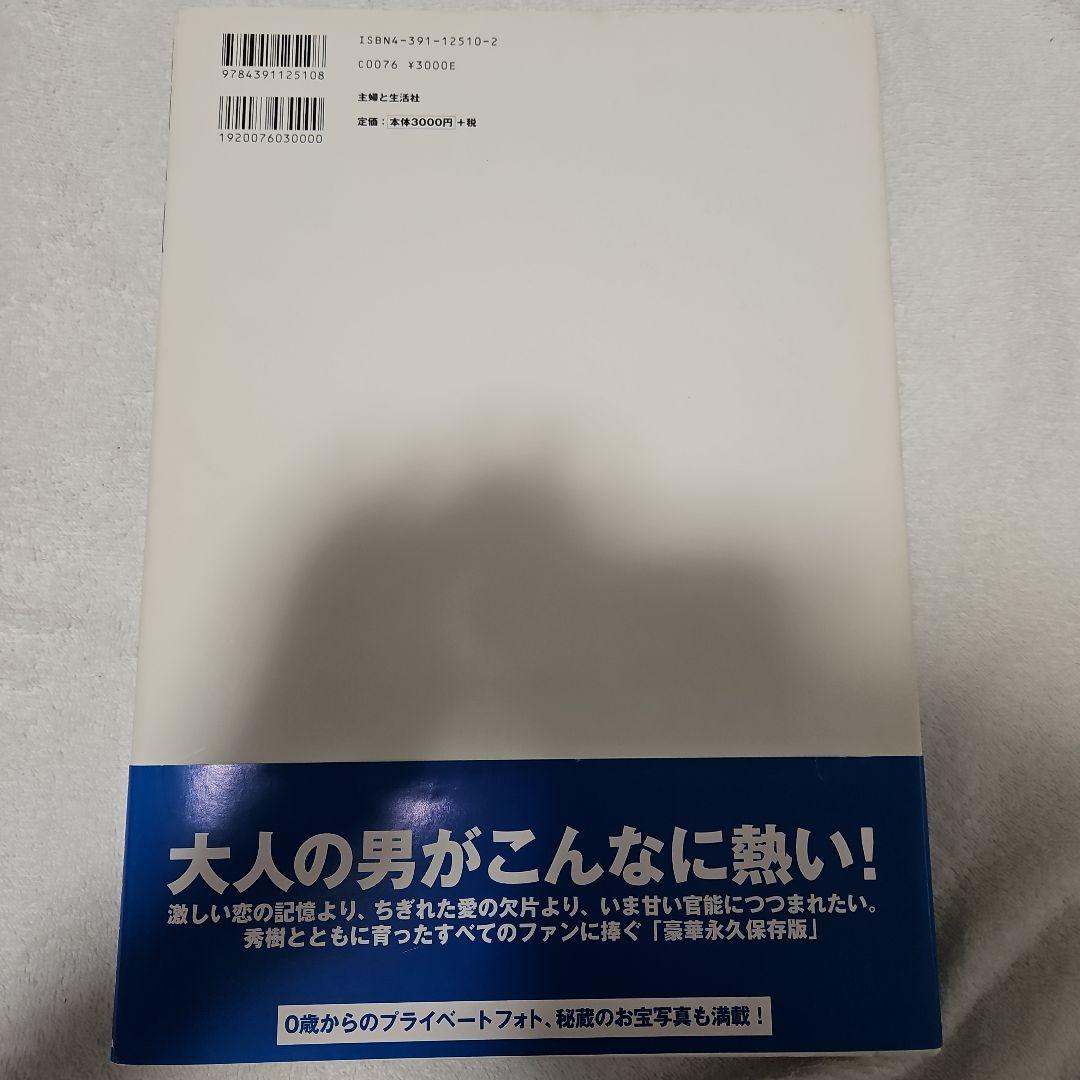 ISBN4-391-12510-2
9784391125108
C0076 ¥3000E
主婦と生活社
定価：本体3000円+税
1920076030000
大人の男がこんなに熱い！
激しい恋の記憶より、ちぎれた愛の欠片より、いま甘い官能につつまれたい。
秀樹とともに育ったすべてのファンに捧ぐ「豪華永久保存版」
0歳からのプライベートフォト、秘蔵のお宝写真も満載！